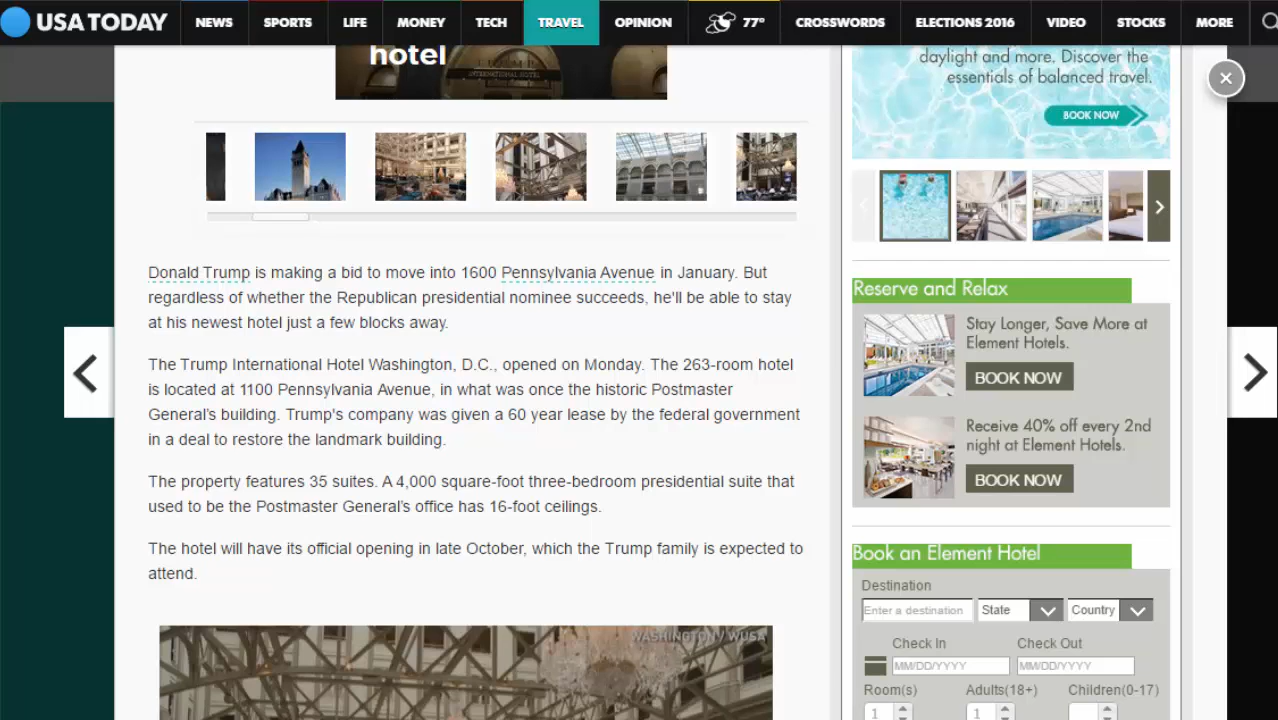 USA TODAY
NEWS
SPORTS
LIFE
MONEY
TECH
TRAVEL
OPINION
77°
CROSSWORDS
ELECTIONS 2016
VIDEO
STOCKS
MORE
hotel
TRUMP
INTERNATIONAL HOTEL
Donald Trump is making a bid to move into 1600 Pennsylvania Avenue in January. But
regardless of whether the Republican presidential nominee succeeds, he'll be able to stay
at his newest hotel just a few blocks away.
The Trump International Hotel Washington, D.C., opened on Monday. The 263-room hotel
is located at 1100 Pennsylvania Avenue, in what was once the historic Postmaster
General's building. Trump's company was given a 60 year lease by the federal government
in a deal to restore the landmark building.
The property features 35 suites. A 4,000 square-foot three-bedroom presidential suite that
used to be the Postmaster General's office has 16-foot ceilings.
The hotel will have its official opening in late October, which the Trump family is expected to
attend.
WASHINGTON / WUSA
daylight and more. Discover the
essentials of balanced travel.
BOOK NOW
Reserve and Relax
Stay Longer, Save More at
Element Hotels.
BOOK NOW
Receive 40% off every 2nd
night at Element Hotels.
BOOK NOW
Book an Element Hotel
Destination
Enter a destination
State
Country
Check In
Check Out
MM/DD/YYYY
MM/DD/YYYY
Room(s)
Adults(18+)
Children(0-17)
1
1